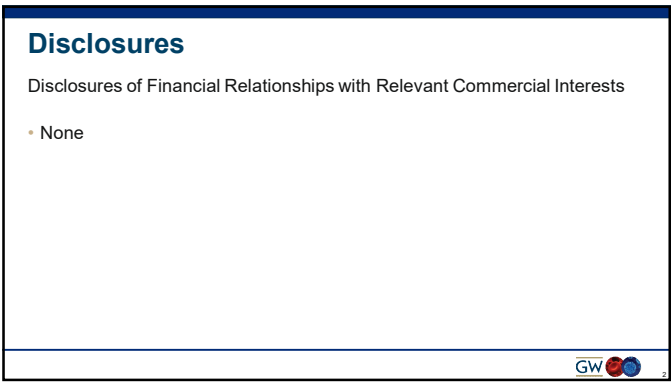 Disclosures
Disclosures of Financial Relationships with Relevant Commercial Interests
• None
GW
2